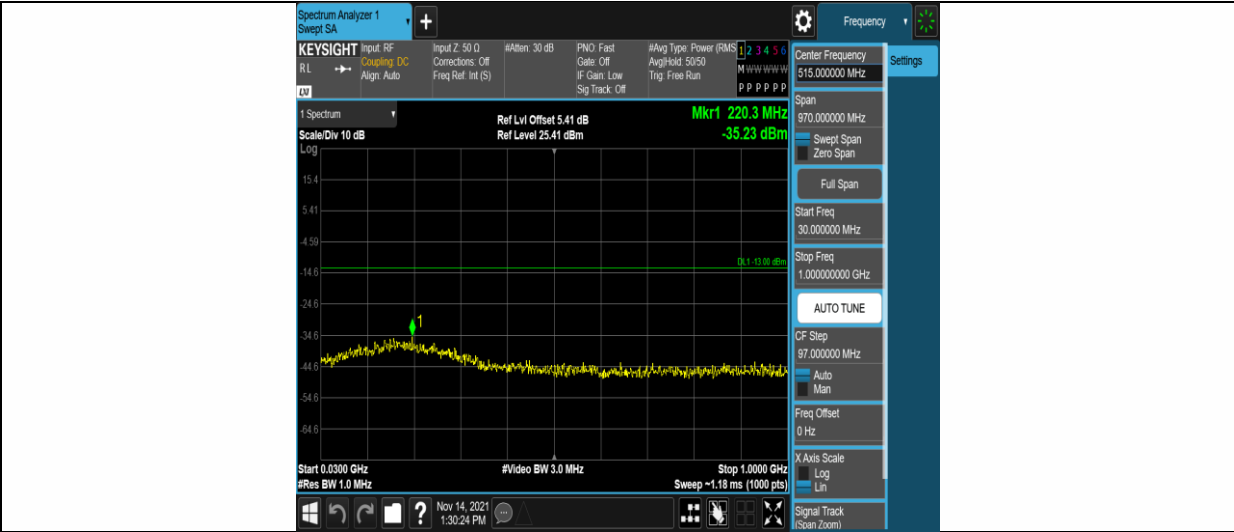 Spectrum Analyzer 1
Swept SA
Frequency
KEYSIGHT
RL
LXI
Input: RF
Coupling: DC
Align: Auto
Input Z: 50 Ω
Corrections: Off
Freq Ref: Int (S)
#Atten: 30 dB
PNO: Fast
Gate: Off
IF Gain: Low
Sig Track: Off
#Avg Type: Power (RMS
Avg|Hold: 50/50
Trig: Free Run
1 2 3 4 5 6
M W W W W W
P P P P P P
1 Spectrum
Scale/Div 10 dB
Ref Lvl Offset 5.41 dB
Ref Level 25.41 dBm
Mkr1 220.3 MHz
-35.23 dBm
Log
15.4
5.41
-4.59
DL1 -13.00 dBm
-14.6
-24.6
1
-34.6
-44.6
-54.6
-64.6
Start 0.0300 GHz
#Res BW 1.0 MHz
#Video BW 3.0 MHz
Stop 1.0000 GHz
Sweep ~1.18 ms (1000 pts)
Nov 14, 2021
1:30:24 PM
Center Frequency
515.000000 MHz
Settings
Span
970.000000 MHz
Swept Span
Zero Span
Full Span
Start Freq
30.000000 MHz
Stop Freq
1.000000000 GHz
AUTO TUNE
CF Step
97.000000 MHz
Auto
Man
Freq Offset
0 Hz
X Axis Scale
Log
Lin
Signal Track
(Span Zoom)